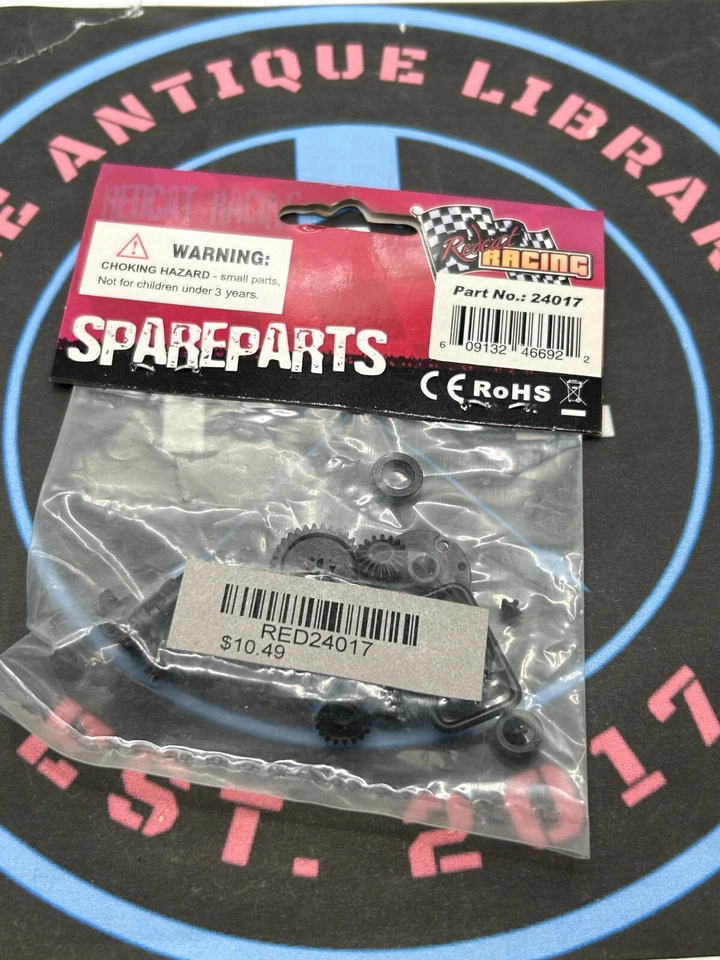 E ANTIQUE LIBRAR
REDCAT RACING
WARNING:
CHOKING HAZARD - small parts.
Not for children under 3 years.
Redcat
RACING
Part No.: 24017
6 09132 46692 2
SPAREPARTS
CE RoHS
RED24017
$10.49
EST. 2017